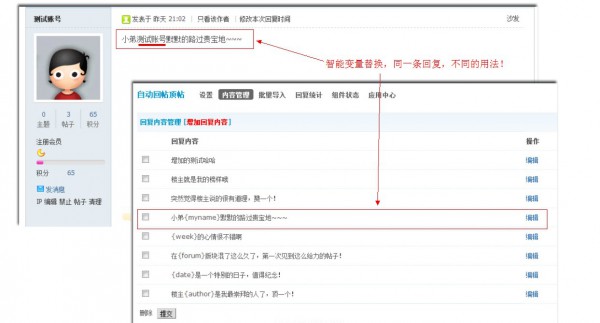 测试账号
发表于 昨天 21:02 | 只看该作者 | 修改本次回复时间
沙发
小弟测试账号默默的路过贵宝地~~~
智能变量替换，同一条回复，不同的用法！
0 3 65
主题 帖子 积分
注册会员
积分 65
发消息
IP 编辑 禁止 帖子 清理
自动回帖顶帖 设置 内容管理 批量导入 回复统计 组件状态 应用中心
回复内容管理 [增加回复内容]
回复内容 操作
增加的测试哈哈 编辑
楼主就是我的榜样哦 编辑
突然觉得楼主说的很有道理，赞一个！ 编辑
小弟{myname}默默的路过贵宝地~~~ 编辑
{week}的心情很不错啊 编辑
在{forum}板块混了这么久了，第一次见到这么给力的帖子！ 编辑
{date}是一个特别的日子，值得纪念！ 编辑
楼主{author}是我最崇拜的人了，顶一个！ 编辑
删除 提交